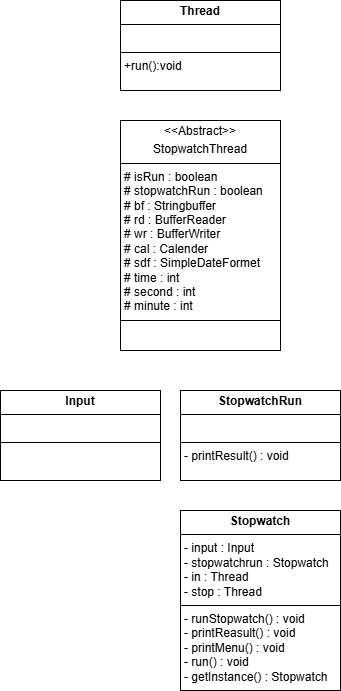 Thread
+run():void
<<Abstract>>
StopwatchThread
# isRun : boolean
# stopwatchRun : boolean
# bf : Stringbuffer
# rd : BufferReader
# wr : BufferWriter
# cal : Calender
# sdf : SimpleDateFormet
# time : int
# second : int
# minute : int
Input
StopwatchRun
- printResult() : void
Stopwatch
- input : Input
- stopwatchrun : Stopwatch
- in : Thread
- stop : Thread
- runStopwatch() : void
- printReasult() : void
- printMenu() : void
- run() : void
- getInstance() : Stopwatch